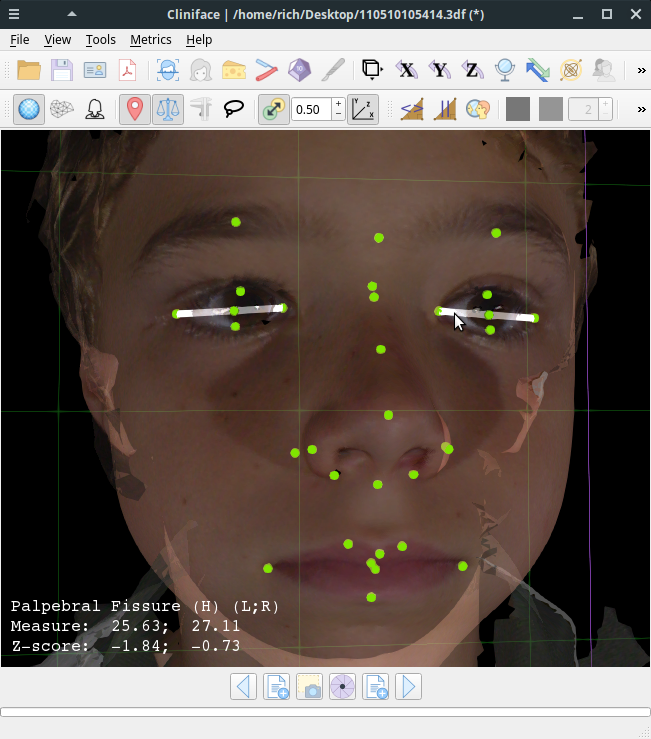 Cliniface | /home/rich/Desktop/110510105414.3df (*)
File View Tools Metrics Help
X Y Z »
0.50 + − Y Z X 2 + − »
Palpebral Fissure (H) (L;R)
Measure: 25.63; 27.11
Z-score: −1.84; −0.73